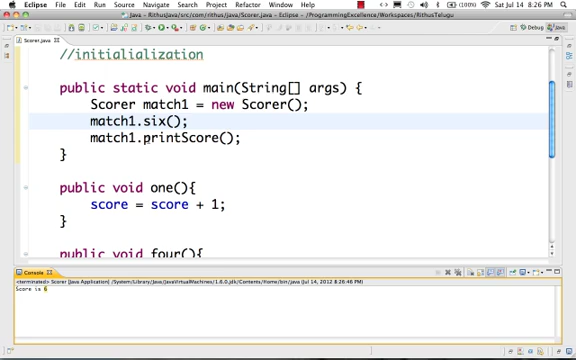 Eclipse File Edit Source Refactor Navigate Search Project Run Window Help (100%) Sat Jul 14 8:26 PM
Java – RithusJava/src/com/rithus/java/Scorer.java – Eclipse – /ProgrammingExcellence/Workspaces/RithusTelugu
Debug Java
Scorer.java
//initialialization
public static void main(String[] args) {
Scorer match1 = new Scorer();
match1.six();
match1.printScore();
}
public void one(){
score = score + 1;
}
public void four(){
Console
<terminated> Scorer [Java Application] /System/Library/Java/JavaVirtualMachines/1.6.0.jdk/Contents/Home/bin/java (Jul 14, 2012 8:26:46 PM)
Score is 6